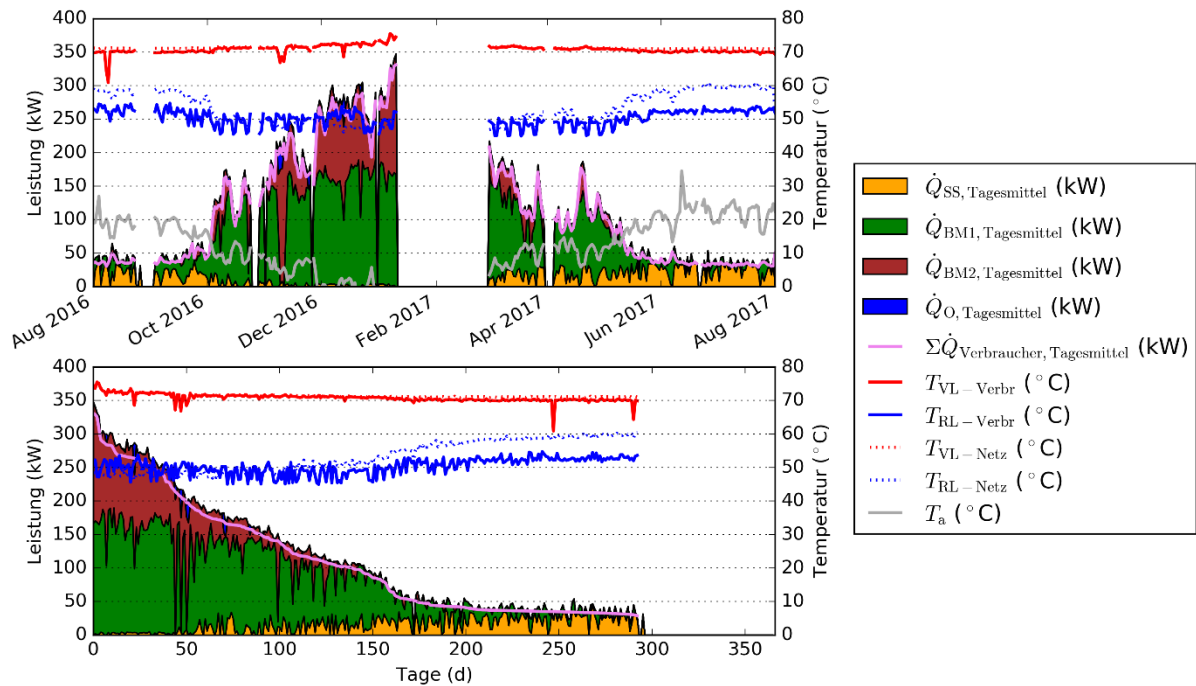 400
350
300
250
200
150
100
50
0
Leistung (kW)
80
70
60
50
40
30
20
10
0
Temperatur (°C)
Aug 2016
Oct 2016
Dec 2016
Feb 2017
Apr 2017
Jun 2017
Aug 2017
400
350
300
250
200
150
100
50
0
Leistung (kW)
80
70
60
50
40
30
20
10
0
Temperatur (°C)
0 50 100 150 200 250 300 350
Tage (d)
Q̇SS,Tagesmittel (kW)
Q̇BM1,Tagesmittel (kW)
Q̇BM2,Tagesmittel (kW)
Q̇O,Tagesmittel (kW)
ΣQ̇Verbraucher,Tagesmittel (kW)
TVL−Verbr (°C)
TRL−Verbr (°C)
TVL−Netz (°C)
TRL−Netz (°C)
Ta (°C)